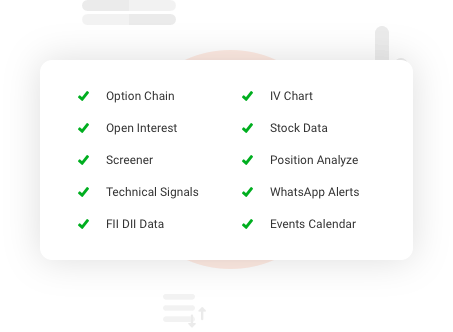 Option Chain
Open Interest
Screener
Technical Signals
FII DII Data
IV Chart
Stock Data
Position Analyze
WhatsApp Alerts
Events Calendar